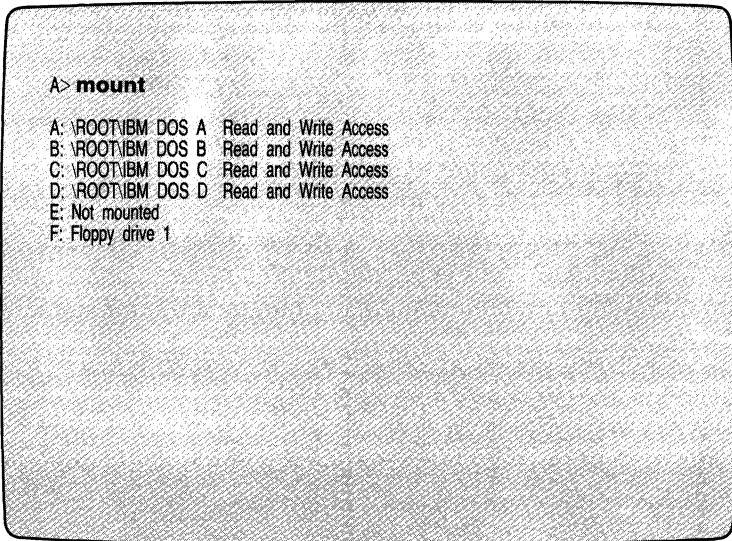 A> mount
A: \ROOT\IBM DOS A Read and Write Access
B: \ROOT\IBM DOS B Read and Write Access
C: \ROOT\IBM DOS C Read and Write Access
D: \ROOT\IBM DOS D Read and Write Access
E: Not mounted
F: Floppy drive 1